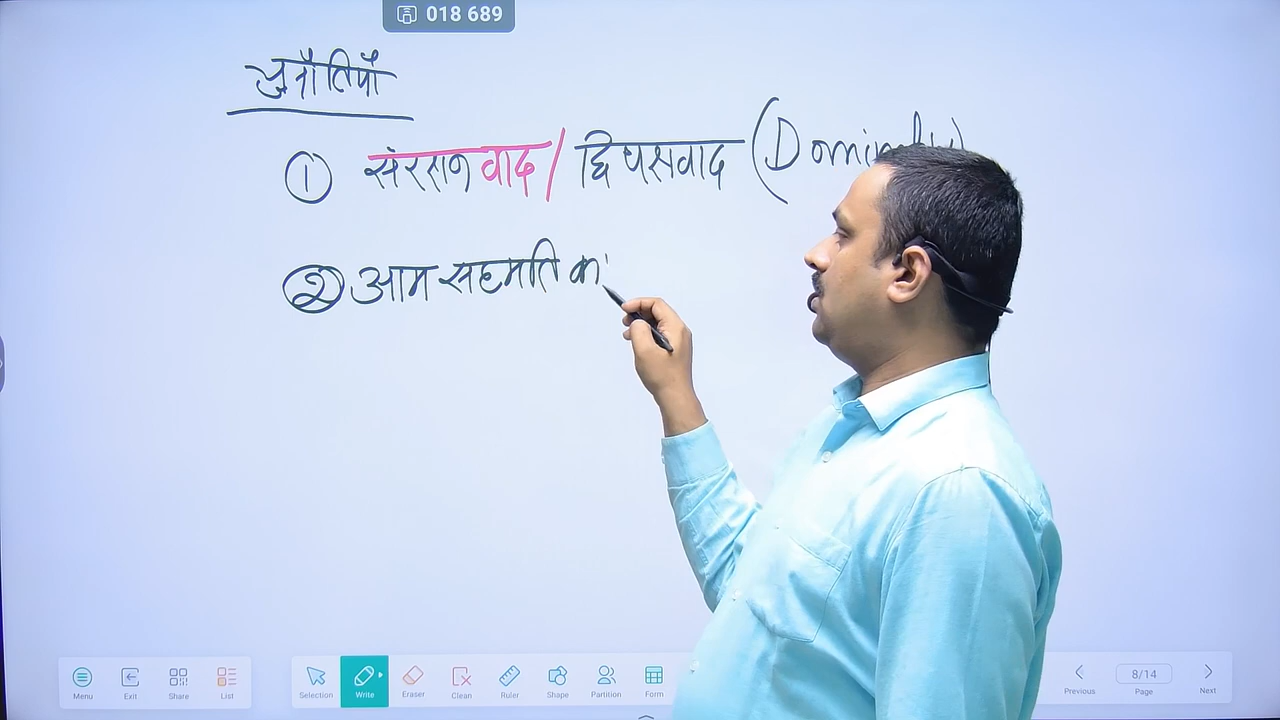 018 689
चुनौतियाँ
① संरक्षणवाद / द्विपक्षवाद (
② आम सहमति
Menu Exit Share List Selection Write Eraser Clean Ruler Shape Partition Form Previous 8/14 Page Next